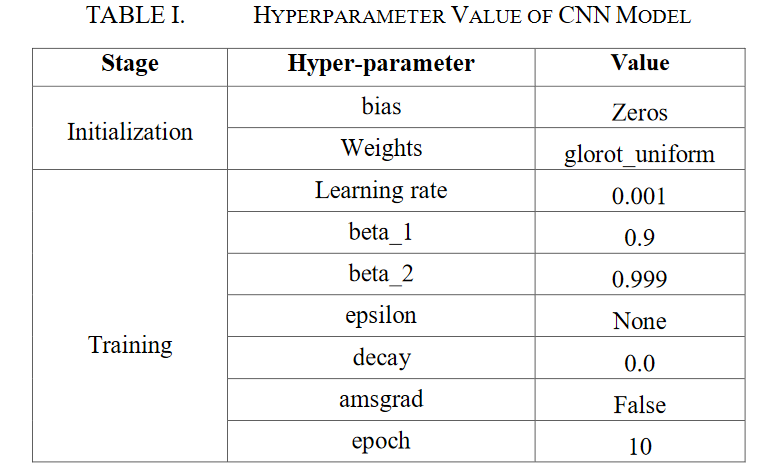 TABLE I. HYPERPARAMETER VALUE OF CNN MODEL
Stage Hyper-parameter Value
Initialization
bias Zeros
Weights glorot_uniform
Training
Learning rate 0.001
beta_1 0.9
beta_2 0.999
epsilon None
decay 0.0
amsgrad False
epoch 10